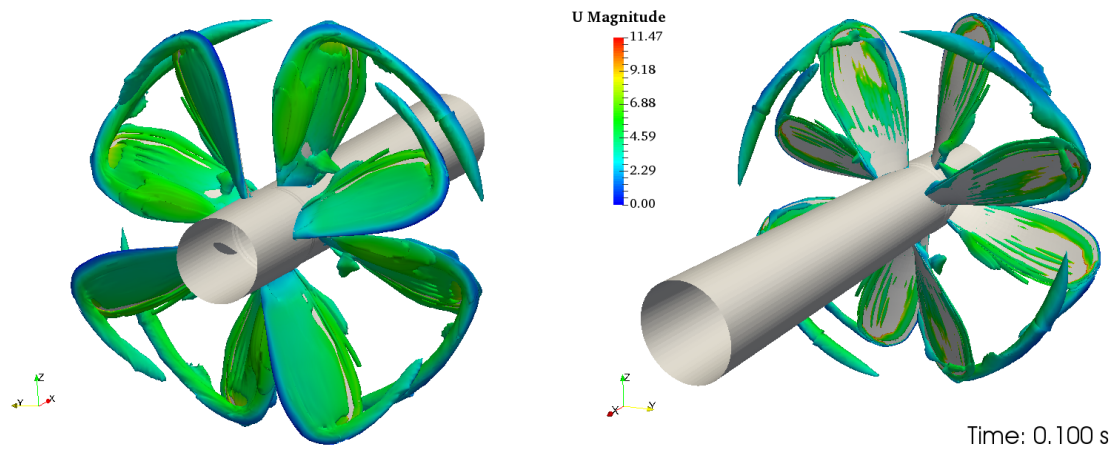 U Magnitude
11.47
9.18
6.88
4.59
2.29
0.00
Z
Y
X
Z
X
Y
Time: 0.100 s